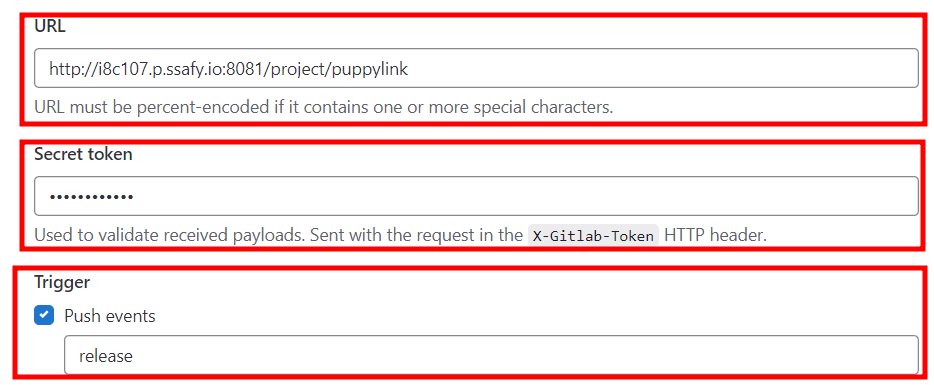 URL
http://i8c107.p.ssafy.io:8081/project/puppylink
URL must be percent-encoded if it contains one or more special characters.
Secret token
••••••••••••
Used to validate received payloads. Sent with the request in the X-Gitlab-Token HTTP header.
Trigger
Push events
release